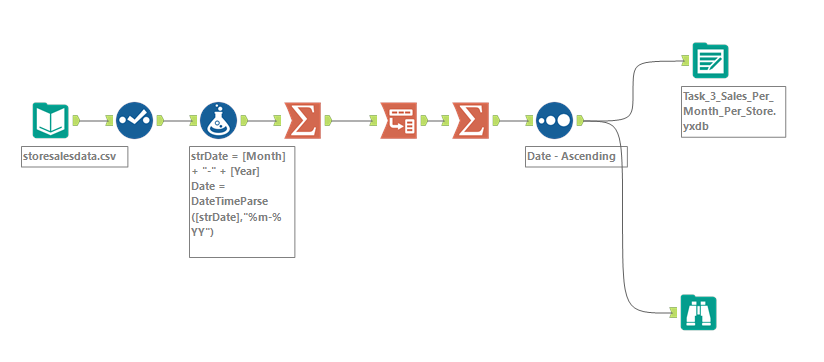 storesalesdata.csv
strDate = [Month]
+ "-" + [Year]
Date =
DateTimeParse
([strDate],"%m-%
YY")
Date - Ascending
Task_3_Sales_Per_
Month_Per_Store.
yxdb